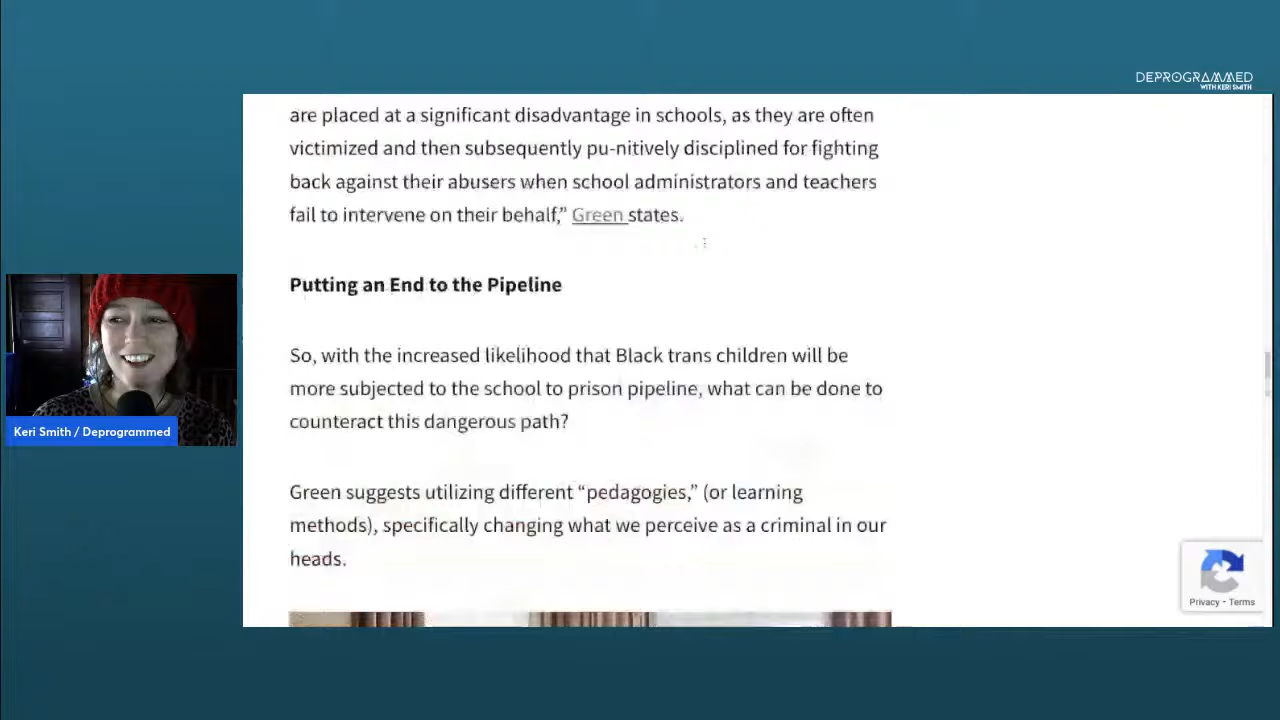 DEPROGRAMMED
WITH KERI SMITH
are placed at a significant disadvantage in schools, as they are often
victimized and then subsequently pu-nitively disciplined for fighting
back against their abusers when school administrators and teachers
fail to intervene on their behalf,” Green states.
Putting an End to the Pipeline
So, with the increased likelihood that Black trans children will be
more subjected to the school to prison pipeline, what can be done to
counteract this dangerous path?
Green suggests utilizing different “pedagogies,” (or learning
methods), specifically changing what we perceive as a criminal in our
heads.
Keri Smith / Deprogrammed
Privacy - Terms